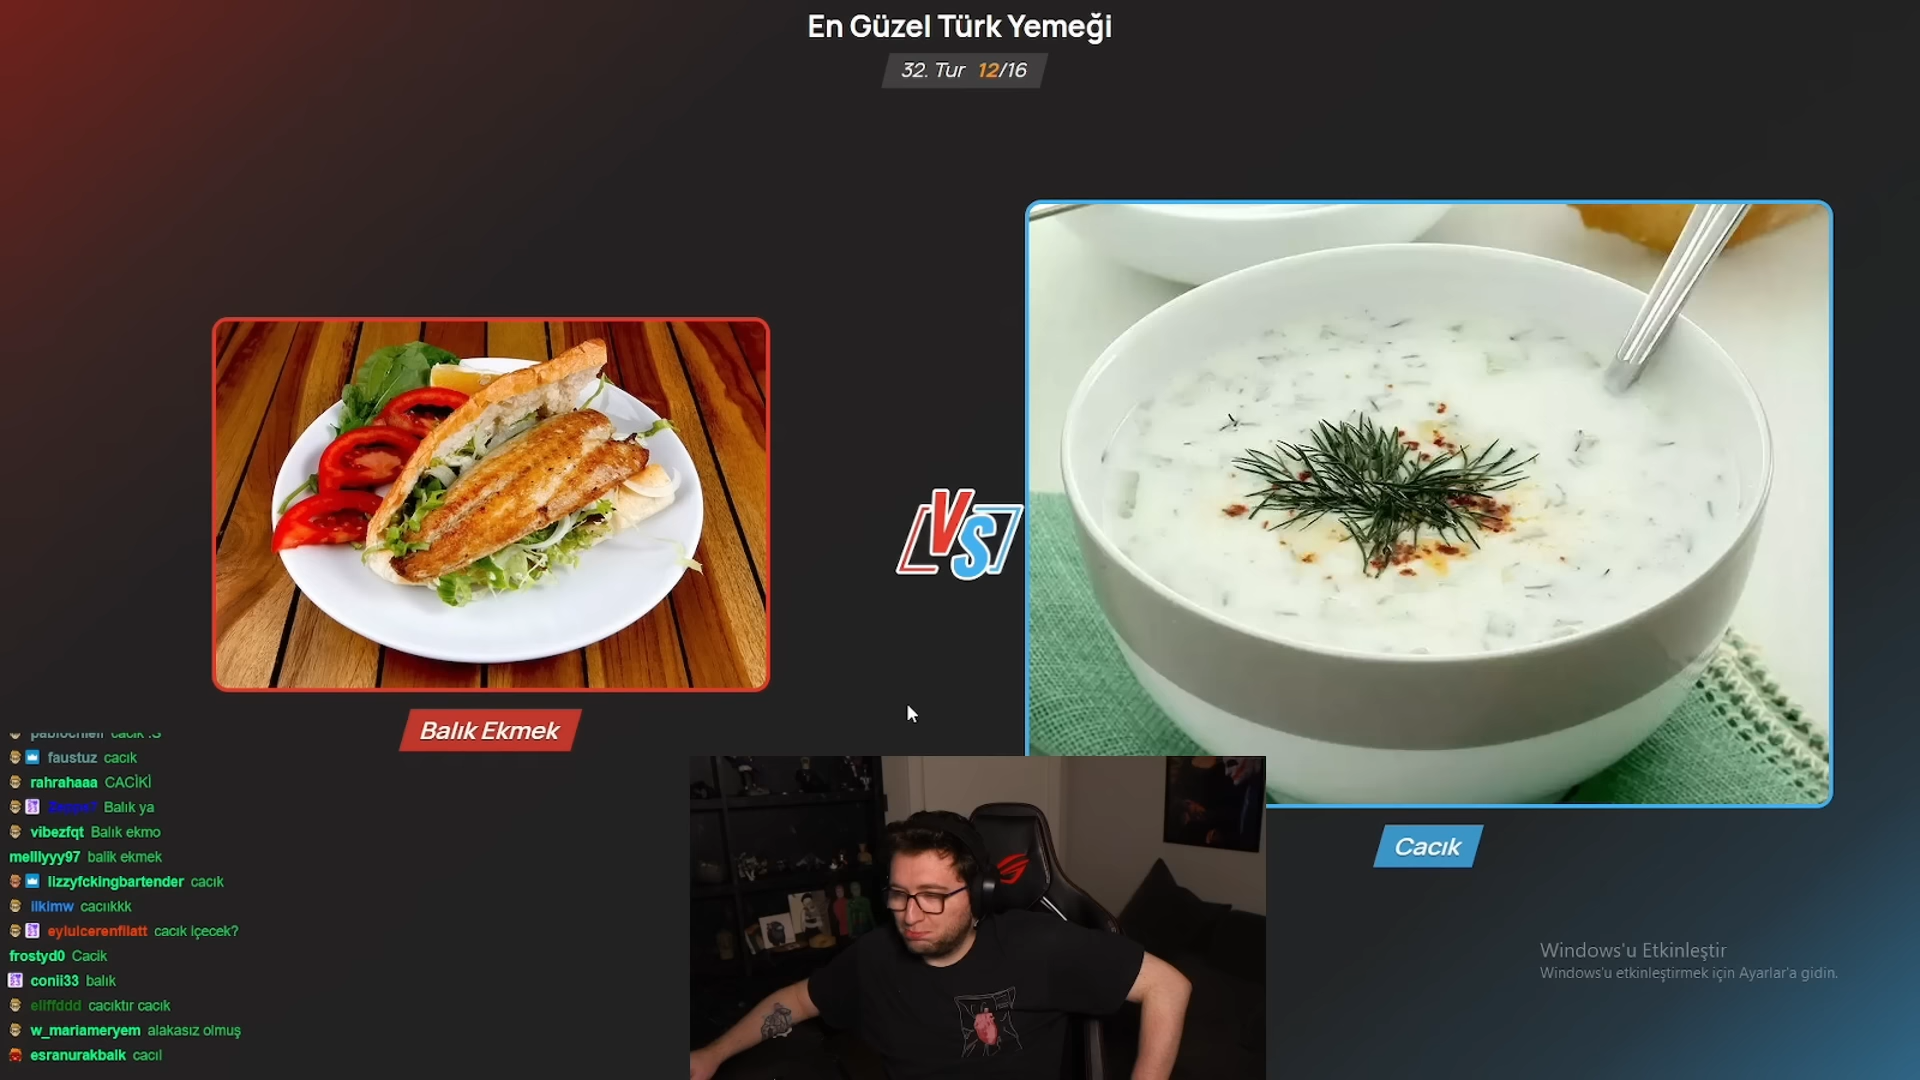 En Güzel Türk Yemeği
32. Tur 12/16
VS
Balık Ekmek
Cacık
faustuz cacık
rahrahaaa CACİKİ
Balık ya
vibezfqt Balık ekmo
melllyyy97 balik ekmek
lizzyfckingbartender cacık
ilkimw cacıkkk
eylulcerenfilatt cacık içecek?
frostyd0 Cacik
conii33 balık
eliffddd cacıktır cacık
w_mariameryem alakasız olmuş
esranurakbalk cacıl
Windows'u Etkinleştir
Windows'u etkinleştirmek için Ayarlar'a gidin.